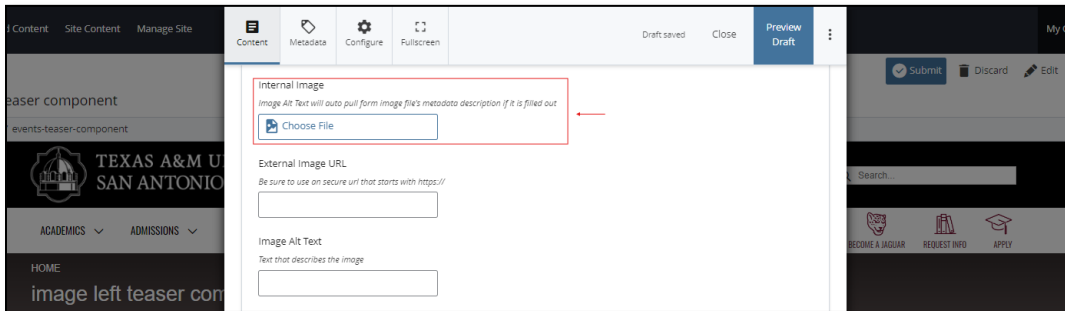 d Content Site Content Manage Site
Content Metadata Configure Fullscreen
Draft saved Close Preview Draft
My
Submit Discard Edit
easer component
events-teaser-component
TEXAS A&M U
SAN ANTONIO
Search...
ACADEMICS ADMISSIONS
BECOME A JAGUAR REQUEST INFO APPLY
HOME
image left teaser com
Internal Image
Image Alt Text will auto pull form image file's metadata description if it is filled out
Choose File
External Image URL
Be sure to use an secure url that starts with https://
Image Alt Text
Text that describes the image